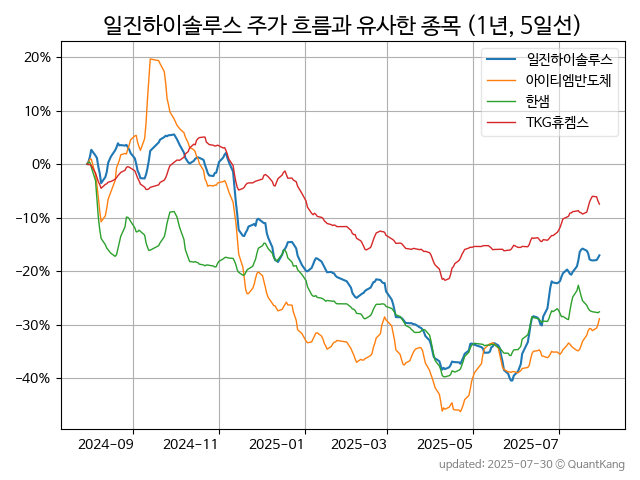 일진하이솔루스 주가 흐름과 유사한 종목 (1년, 5일선)
일진하이솔루스
아이티엠반도체
한샘
TKG휴켐스
20%
10%
0%
−10%
−20%
−30%
−40%
2024-09
2024-11
2025-01
2025-03
2025-05
2025-07
updated: 2025-07-30 © QuantKang